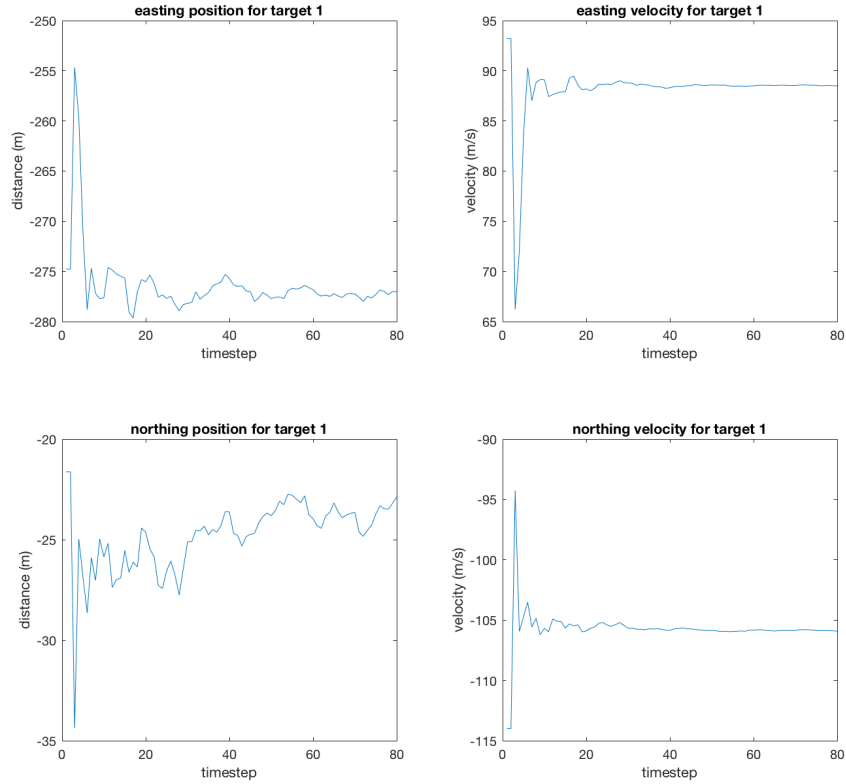 easting position for target 1
-250
-255
-260
-265
-270
-275
-280
distance (m)
0 20 40 60 80
timestep
easting velocity for target 1
95
90
85
80
75
70
65
velocity (m/s)
0 20 40 60 80
timestep
northing position for target 1
-20
-25
-30
-35
distance (m)
0 20 40 60 80
timestep
northing velocity for target 1
-90
-95
-100
-105
-110
-115
velocity (m/s)
0 20 40 60 80
timestep